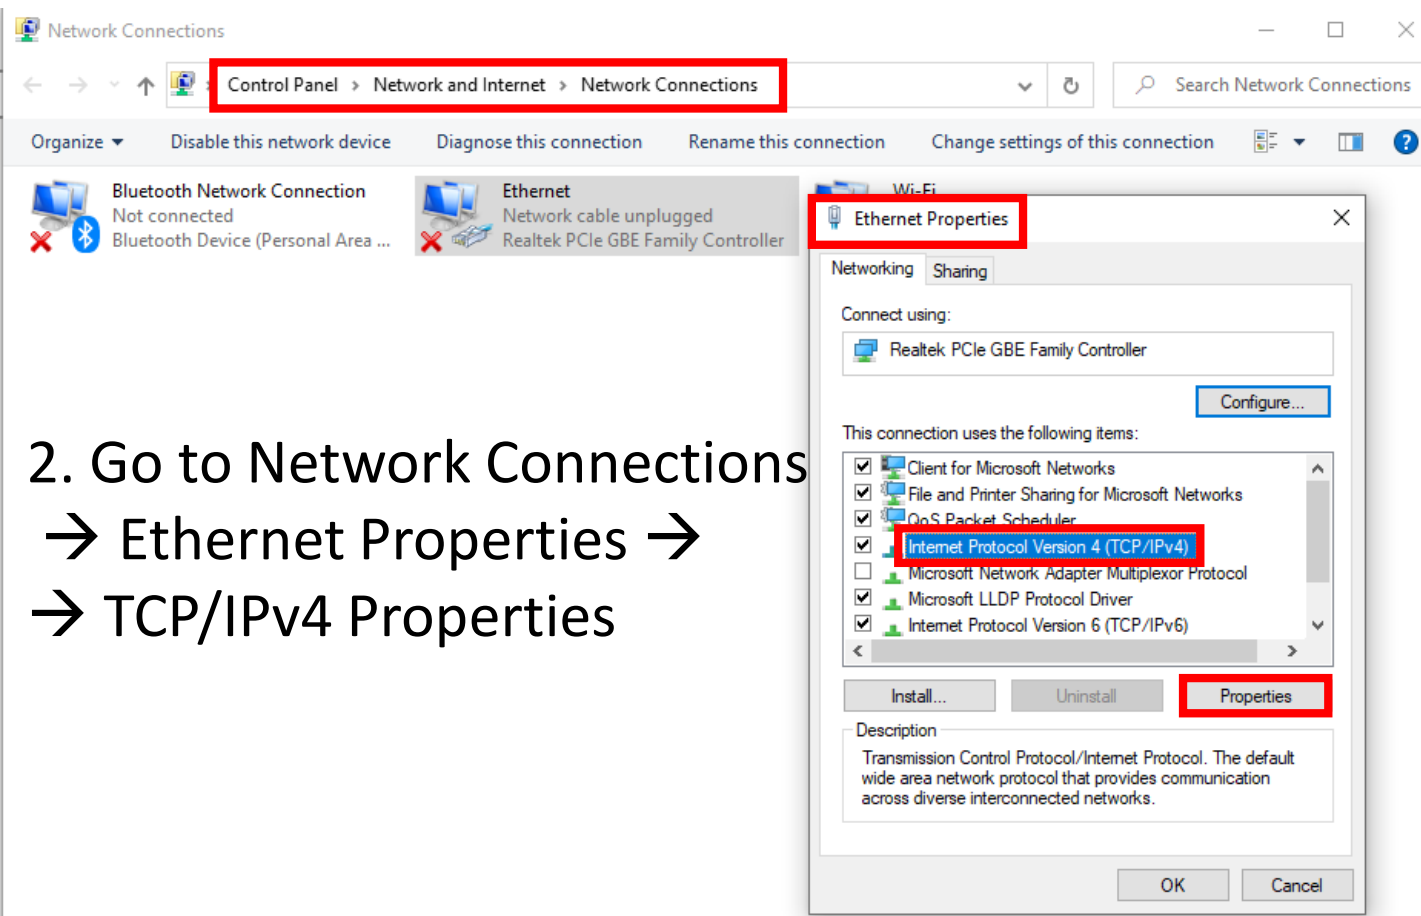 Network Connections
Control Panel > Network and Internet > Network Connections
Search Network Connections
Organize
Disable this network device
Diagnose this connection
Rename this connection
Change settings of this connection
?
Bluetooth Network Connection
Not connected
Bluetooth Device (Personal Area ...
Ethernet
Network cable unplugged
Realtek PCIe GBE Family Controller
Wi-Fi
2. Go to Network Connections
→ Ethernet Properties →
→ TCP/IPv4 Properties
Ethernet Properties
Networking
Sharing
Connect using:
Realtek PCIe GBE Family Controller
Configure...
This connection uses the following items:
Client for Microsoft Networks
File and Printer Sharing for Microsoft Networks
QoS Packet Scheduler
Internet Protocol Version 4 (TCP/IPv4)
Microsoft Network Adapter Multiplexor Protocol
Microsoft LLDP Protocol Driver
Internet Protocol Version 6 (TCP/IPv6)
Install...
Uninstall
Properties
Description
Transmission Control Protocol/Internet Protocol. The default
wide area network protocol that provides communication
across diverse interconnected networks.
OK
Cancel